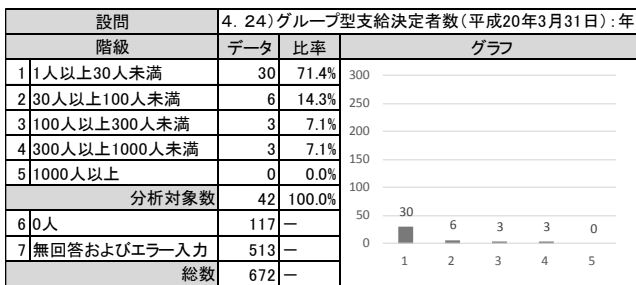 設問 4. 24)グループ型支給決定者数(平成20年3月31日):年
階級 データ 比率 グラフ
1 1人以上30人未満 30 71.4%
2 30人以上100人未満 6 14.3%
3 100人以上300人未満 3 7.1%
4 300人以上1000人未満 3 7.1%
5 1000人以上 0 0.0%
分析対象数 42 100.0%
6 0人 117 －
7 無回答およびエラー入力 513 －
総数 672 －
300
250
200
150
100
50
0
30 6 3 3 0
1 2 3 4 5